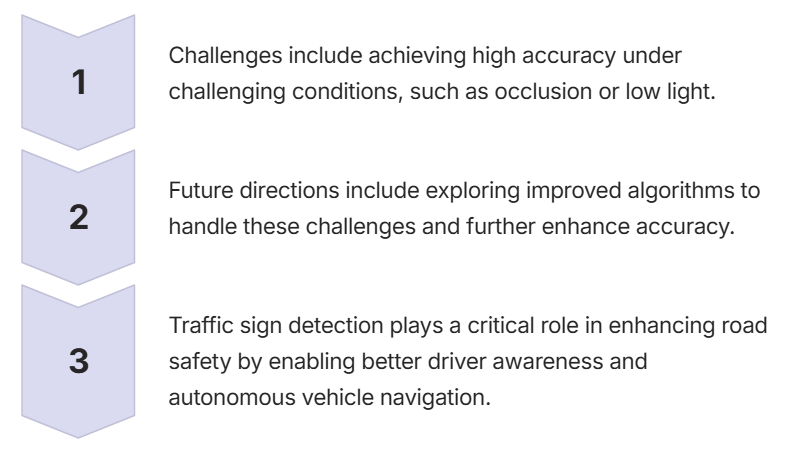 1
Challenges include achieving high accuracy under
challenging conditions, such as occlusion or low light.
2
Future directions include exploring improved algorithms to
handle these challenges and further enhance accuracy.
3
Traffic sign detection plays a critical role in enhancing road
safety by enabling better driver awareness and
autonomous vehicle navigation.